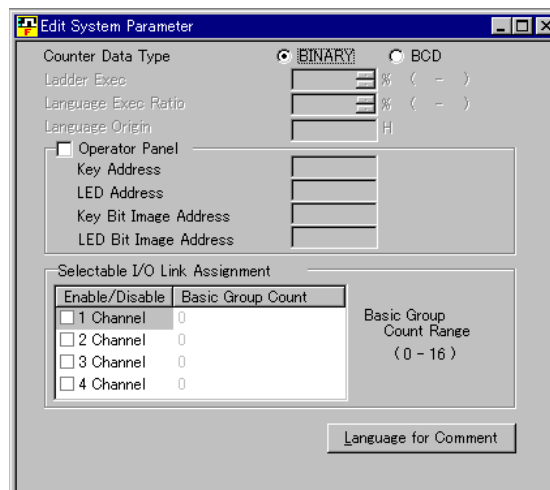 Edit System Parameter
Counter Data Type BINARY BCD
Ladder Exec % ( - )
Language Exec Ratio % ( - )
Language Origin H
Operator Panel
Key Address
LED Address
Key Bit Image Address
LED Bit Image Address
Selectable I/O Link Assignment
Enable/Disable Basic Group Count
1 Channel 0
2 Channel 0
3 Channel 0
4 Channel 0
Basic Group
Count Range
( 0 - 16 )
Language for Comment